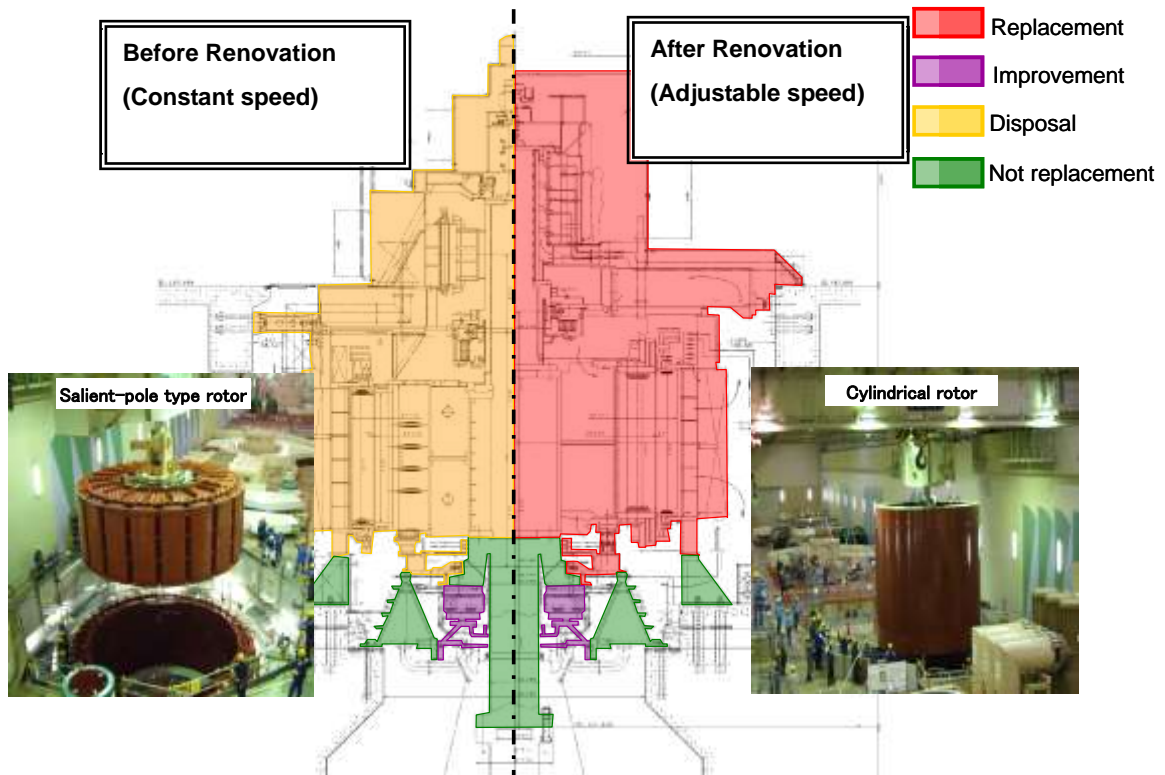 Before Renovation
(Constant speed)
After Renovation
(Adjustable speed)
Replacement
Improvement
Disposal
Not replacement
Salient-pole type rotor
Cylindrical rotor